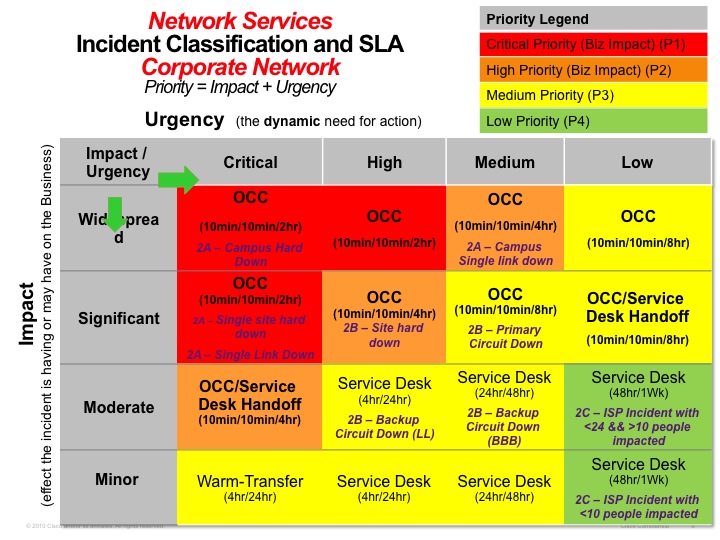 Network Services
Incident Classification and SLA
Corporate Network
Priority = Impact + Urgency
Priority Legend
Critical Priority (Biz Impact) (P1)
High Priority (Biz Impact) (P2)
Medium Priority (P3)
Low Priority (P4)
Urgency (the dynamic need for action)
Impact
(effect the incident is having or may have on the Business)
Impact /
Urgency
Critical
High
Medium
Low
Widesprea
d
OCC
(10min/10min/2hr)
2A – Campus Hard
Down
OCC
(10min/10min/2hr)
OCC
(10min/10min/4hr)
2A – Campus
Single link down
OCC
(10min/10min/8hr)
Significant
OCC
(10min/10min/2hr)
2A – Single site hard
down
2A – Single Link Down
OCC
(10min/10min/4hr)
2B – Site hard
down
OCC
(10min/10min/8hr)
2B – Primary
Circuit Down
OCC/Service
Desk Handoff
(10min/10min/8hr)
Moderate
OCC/Service
Desk Handoff
(10min/10min/4hr)
Service Desk
(4hr/24hr)
2B – Backup
Circuit Down (LL)
Service Desk
(24hr/48hr)
2B – Backup
Circuit Down
(BBB)
Service Desk
(48hr/1Wk)
2C – ISP Incident with
<24 && >10 people
impacted
Minor
Warm-Transfer
(4hr/24hr)
Service Desk
(4hr/24hr)
Service Desk
(24hr/48hr)
Service Desk
(48hr/1Wk)
2C – ISP Incident with
<10 people impacted